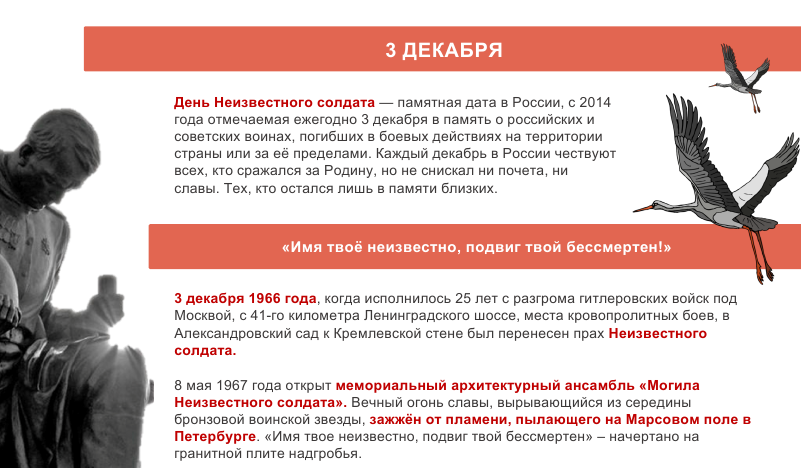 3 ДЕКАБРЯ
День Неизвестного солдата — памятная дата в России, с 2014
года отмечаемая ежегодно 3 декабря в память о российских и
советских воинах, погибших в боевых действиях на территории
страны или за её пределами. Каждый декабрь в России чествуют
всех, кто сражался за Родину, но не снискал ни почета, ни
славы. Тех, кто остался лишь в памяти близких.
«Имя твоё неизвестно, подвиг твой бессмертен!»
3 декабря 1966 года, когда исполнилось 25 лет с разгрома гитлеровских войск под
Москвой, с 41-го километра Ленинградского шоссе, места кровопролитных боев, в
Александровский сад к Кремлевской стене был перенесен прах Неизвестного
солдата.
8 мая 1967 года открыт мемориальный архитектурный ансамбль «Могила
Неизвестного солдата». Вечный огонь славы, вырывающийся из середины
бронзовой воинской звезды, зажжён от пламени, пылающего на Марсовом поле в
Петербурге. «Имя твое неизвестно, подвиг твой бессмертен» – начертано на
гранитной плите надгробья.